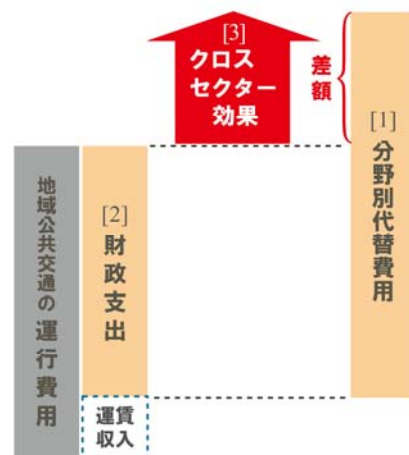 [3]
クロス
セクター
効果
差額
[1]
分野別代替費用
地域公共交通の運行費用
[2]
財政支出
運賃
収入